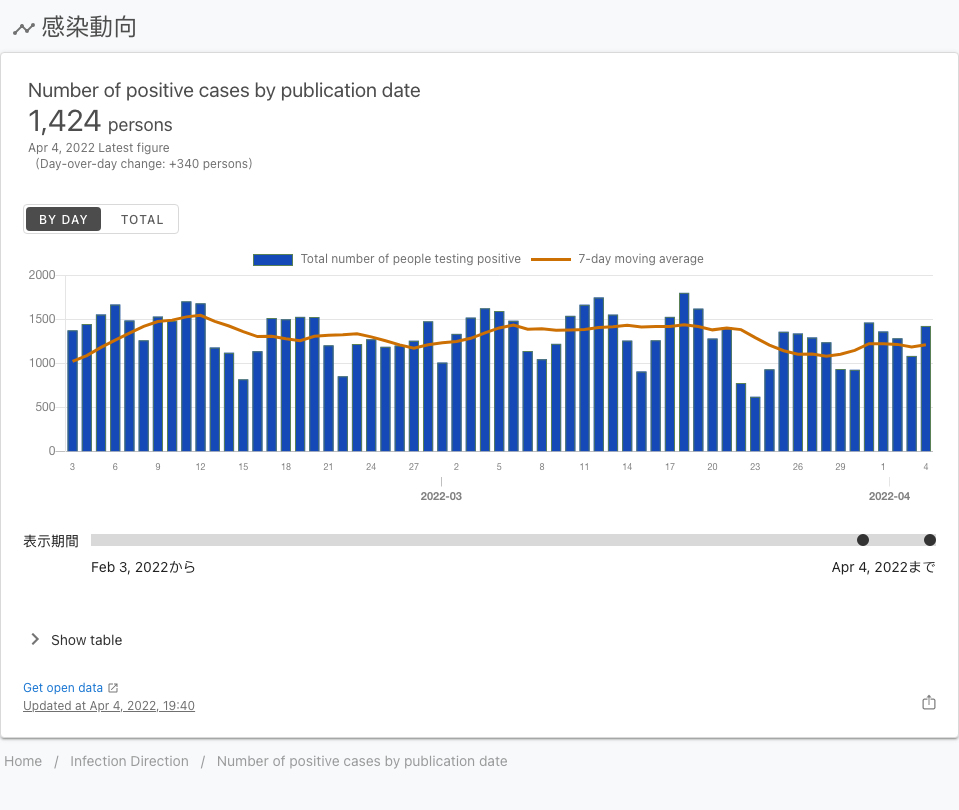 感染動向
Number of positive cases by publication date
1,424 persons
Apr 4, 2022 Latest figure
（Day-over-day change: +340 persons)
BY DAY TOTAL
Total number of people testing positive 7-day moving average
2000
1500
1000
500
0
3 6 9 12 15 18 21 24 27 2 5 8 11 14 17 20 23 26 29 1 4
2022-03 2022-04
表示期間
Feb 3, 2022から Apr 4, 2022まで
Show table
Get open data
Updated at Apr 4, 2022, 19:40
Home / Infection Direction / Number of positive cases by publication date